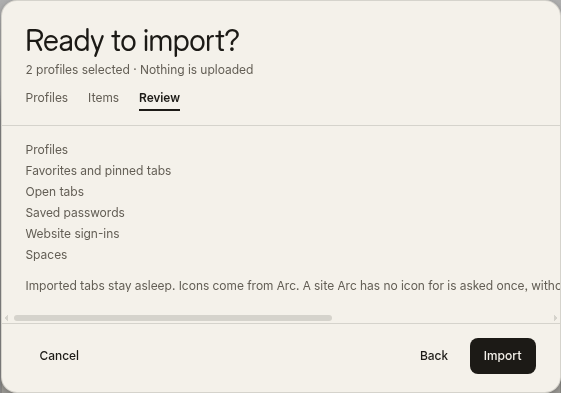 Ready to import?
2 profiles selected · Nothing is uploaded
Profiles Items Review
Profiles
Favorites and pinned tabs
Open tabs
Saved passwords
Website sign-ins
Spaces
Imported tabs stay asleep. Icons come from Arc. A site Arc has no icon for is asked once,
Cancel Back Import